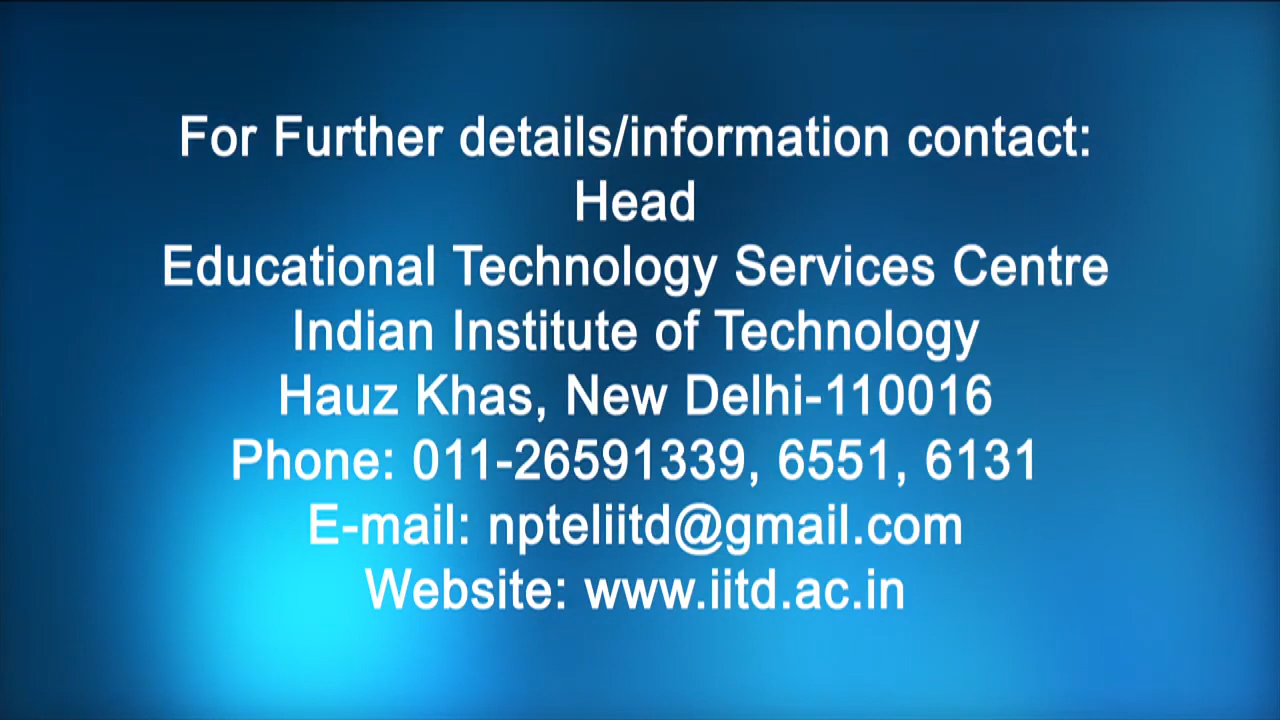 For Further details/information contact:
Head
Educational Technology Services Centre
Indian Institute of Technology
Hauz Khas, New Delhi-110016
Phone: 011-26591339, 6551, 6131
E-mail: npteliitd@gmail.com
Website: www.iitd.ac.in